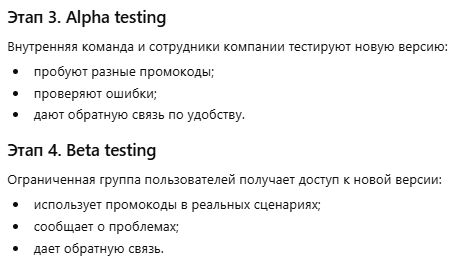 Этап 3. Alpha testing
Внутренняя команда и сотрудники компании тестируют новую версию:
• пробуют разные промокоды;
• проверяют ошибки;
• дают обратную связь по удобству.
Этап 4. Beta testing
Ограниченная группа пользователей получает доступ к новой версии:
• использует промокоды в реальных сценариях;
• сообщает о проблемах;
• дает обратную связь.